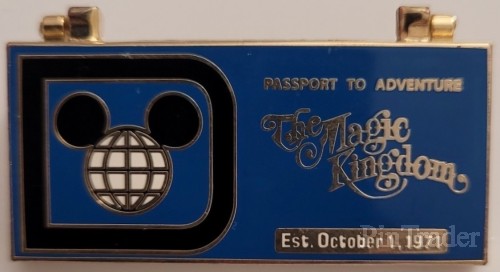 PASSPORT TO ADVENTURE
The Magic
Kingdom
Est. October 1, 1971
PinTrader